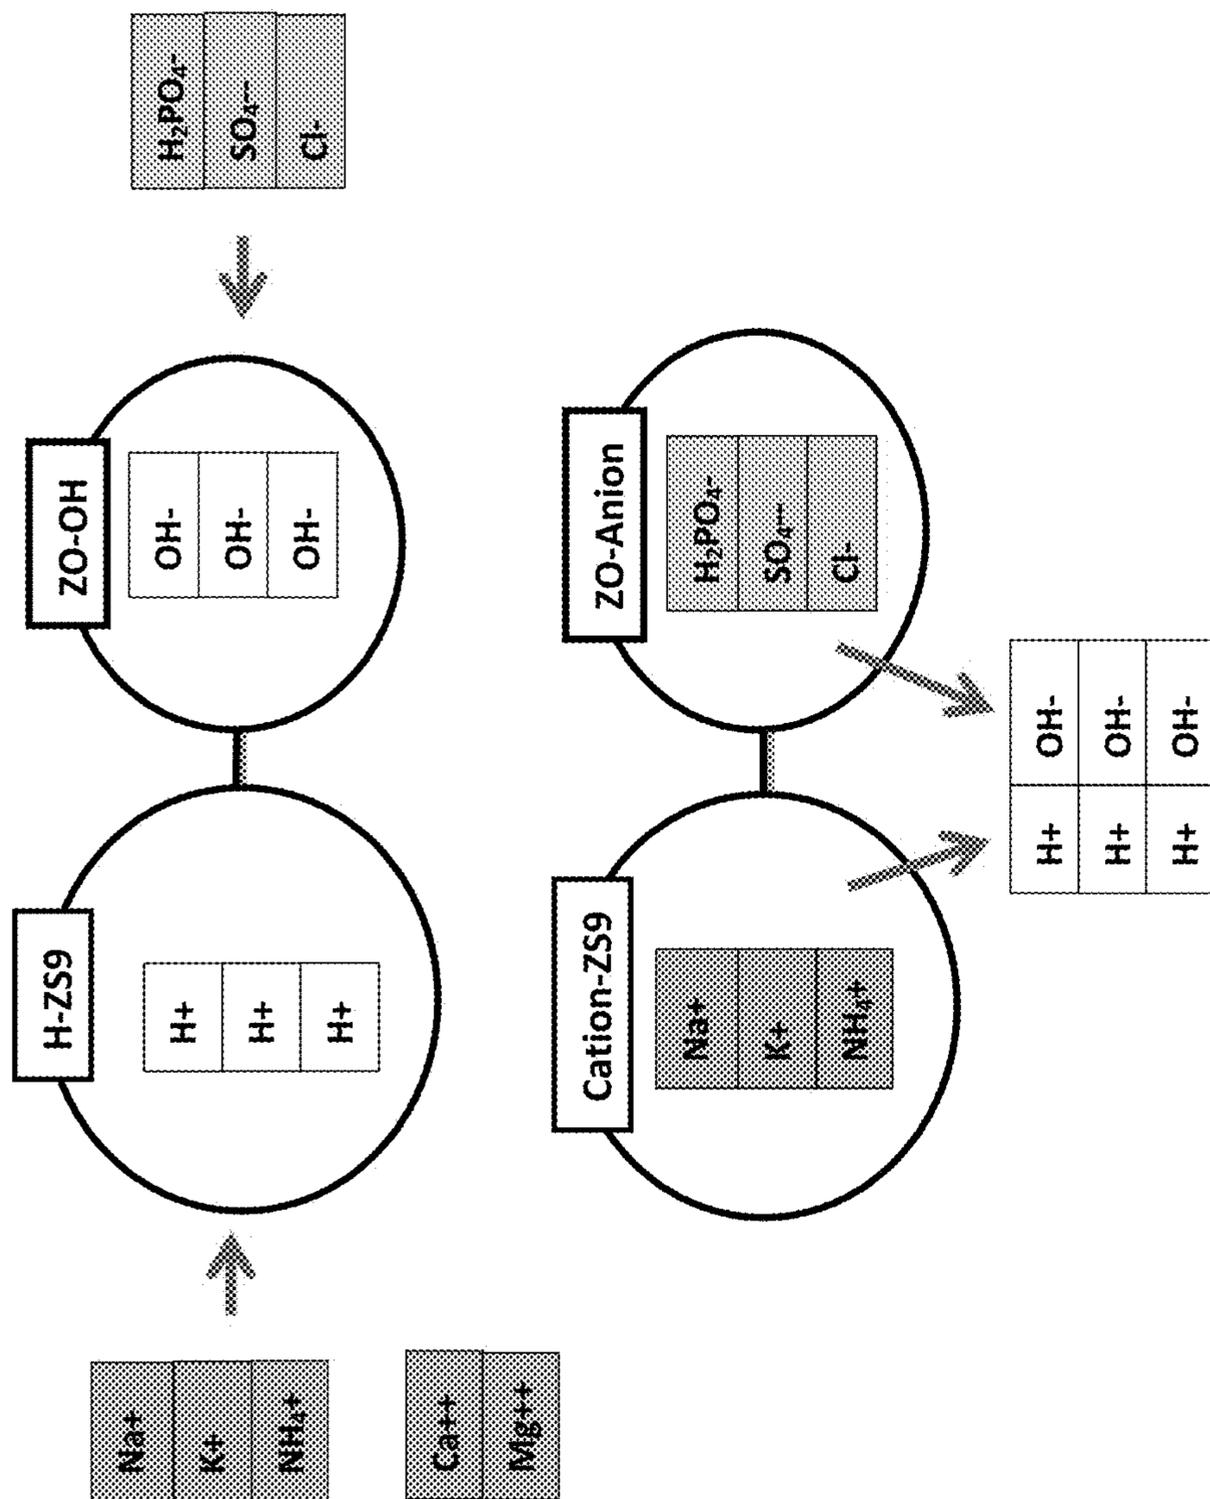 Na+
K+
NH₄+
Ca++
Mg++
H-ZS9
H+
H+
H+
ZO-OH
OH-
OH-
OH-
H₂PO₄-
SO₄--
Cl-
Cation-ZS9
Na+
K+
NH₄+
ZO-Anion
H₂PO₄-
SO₄--
Cl-
H+ OH-
H+ OH-
H+ OH-